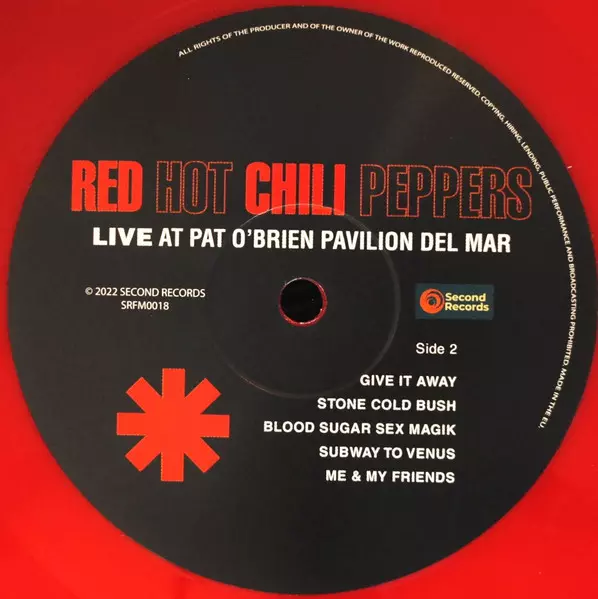 ALL RIGHTS OF THE PRODUCER AND OF THE OWNER OF THE WORK REPRODUCED RESERVED. COPYING, HIRING, LENDING, PUBLIC PERFORMANCE AND BROADCASTING PROHIBITED. MADE IN THE EU.
RED HOT CHILI PEPPERS
LIVE AT PAT O'BRIEN PAVILION DEL MAR
© 2022 SECOND RECORDS
SRFM0018
Second
Records
Side 2
GIVE IT AWAY
STONE COLD BUSH
BLOOD SUGAR SEX MAGIK
SUBWAY TO VENUS
ME & MY FRIENDS